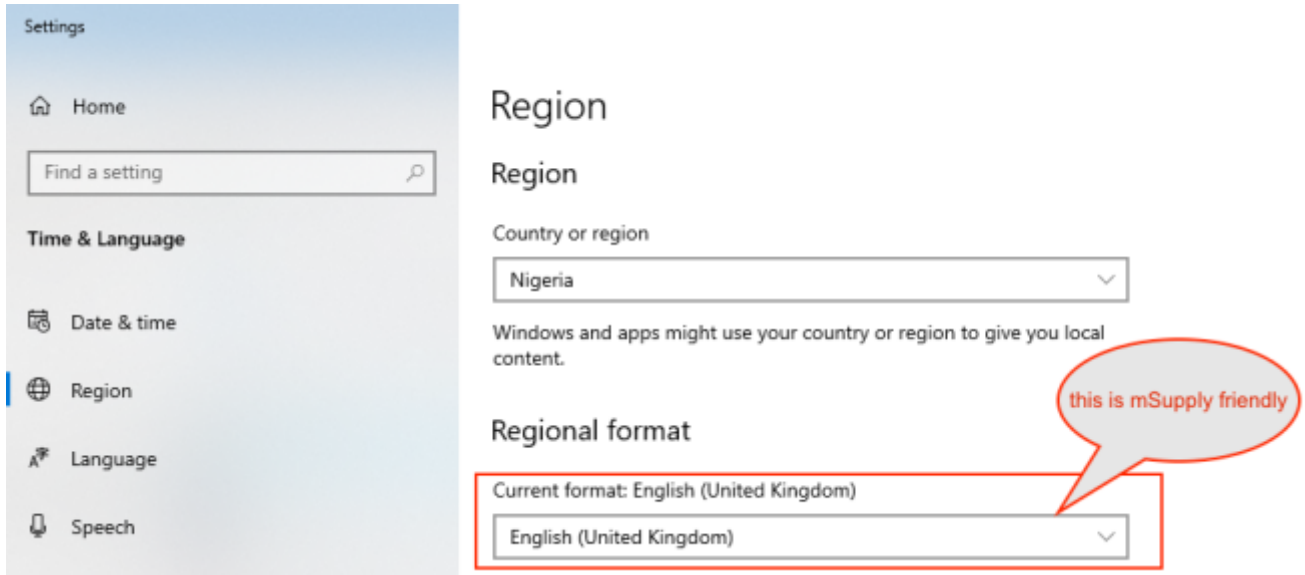 Settings
Home
Find a setting
Time & Language
Date & time
Region
Language
Speech
Region
Region
Country or region
Nigeria
Windows and apps might use your country or region to give you local
content.
this is mSupply friendly
Regional format
Current format: English (United Kingdom)
English (United Kingdom)